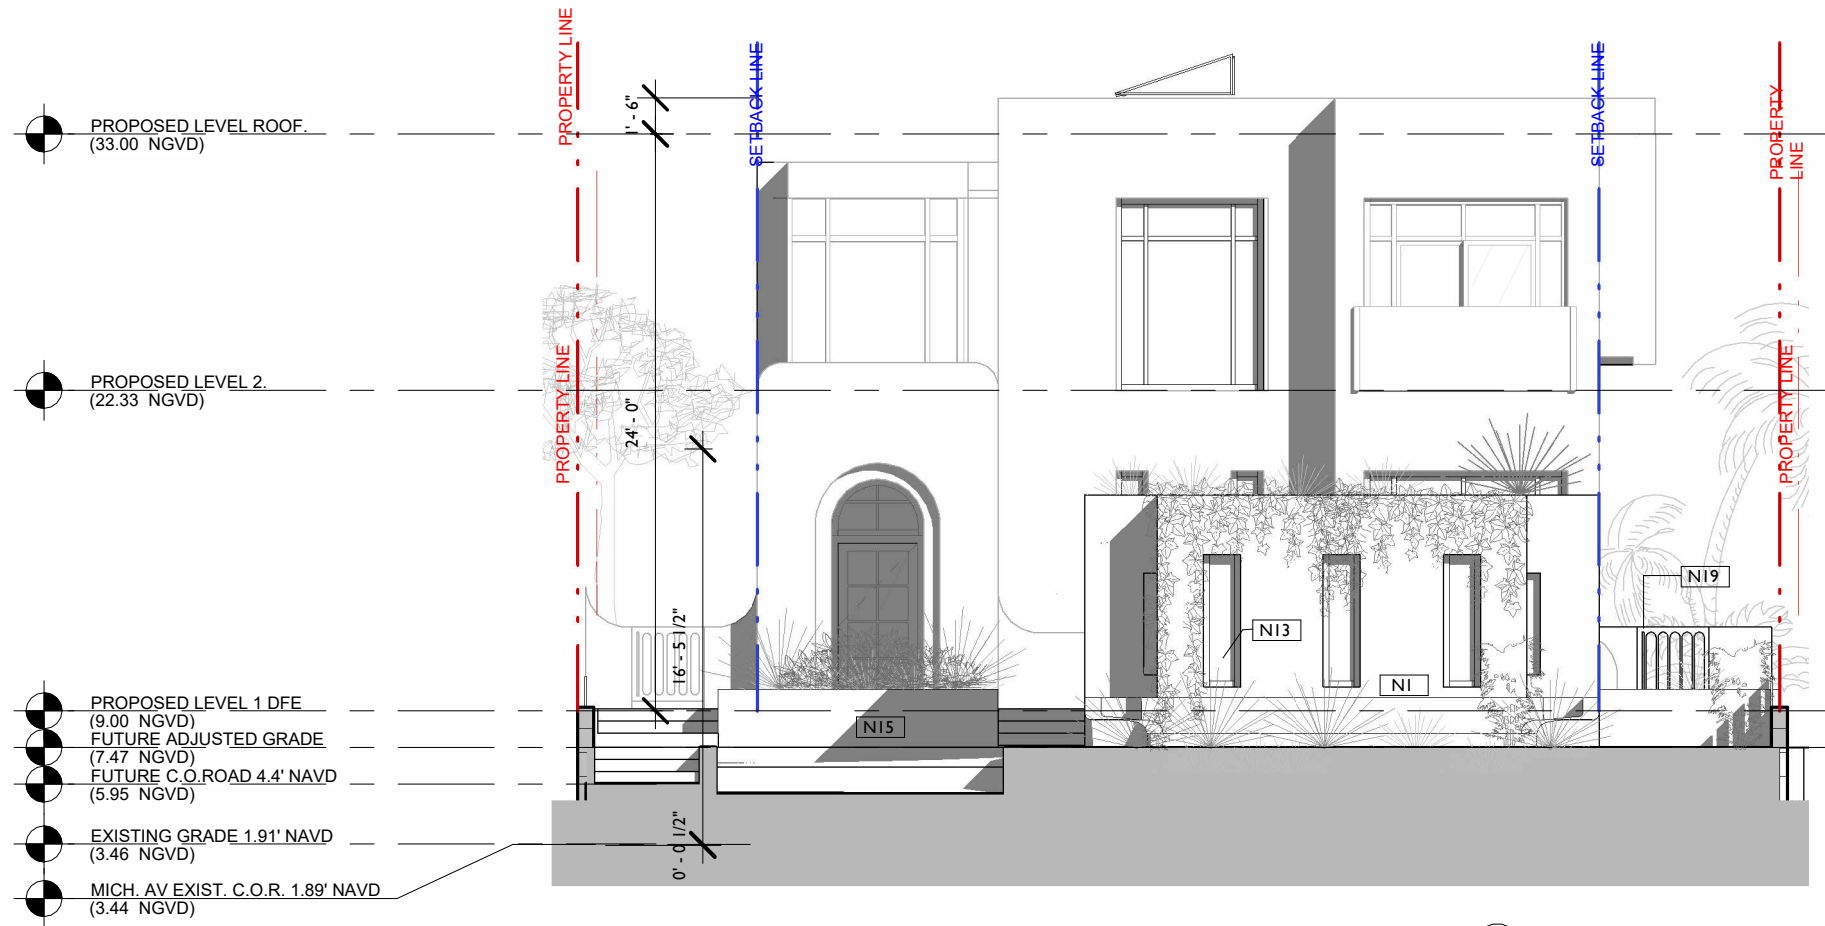 PROPERTY LINE
SETBACK LINE
SETBACK LINE
PROPERTY
LINE
1' - 6"
PROPOSED LEVEL ROOF.
(33.00 NGVD)
PROPOSED LEVEL 2.
(22.33 NGVD)
PROPERTY LINE
24' - 0"
PROPERTY LINE
N19
N13
16' - 5 1/2"
N1
PROPOSED LEVEL 1 DFE
(9.00 NGVD)
N15
FUTURE ADJUSTED GRADE
(7.47 NGVD)
FUTURE C.O.ROAD 4.4' NAVD
(5.95 NGVD)
EXISTING GRADE 1.91' NAVD
(3.46 NGVD)
0' - 0 1/2"
MICH. AV EXIST. C.O.R. 1.89' NAVD
(3.44 NGVD)